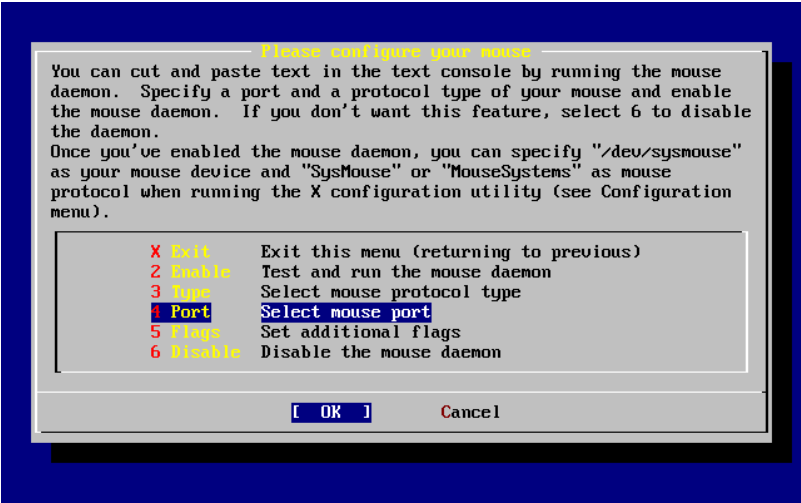 Please configure your mouse
You can cut and paste text in the text console by running the mouse
daemon.  Specify a port and a protocol type of your mouse and enable
the mouse daemon.  If you don't want this feature, select 6 to disable
the daemon.
Once you've enabled the mouse daemon, you can specify "/dev/sysmouse"
as your mouse device and "SysMouse" or "MouseSystems" as mouse
protocol when running the X configuration utility (see Configuration
menu).
X Exit     Exit this menu (returning to previous)
2 Enable   Test and run the mouse daemon
3 Type     Select mouse protocol type
4 Port     Select mouse port
5 Flags    Set additional flags
6 Disable  Disable the mouse daemon
[  OK  ]       Cancel